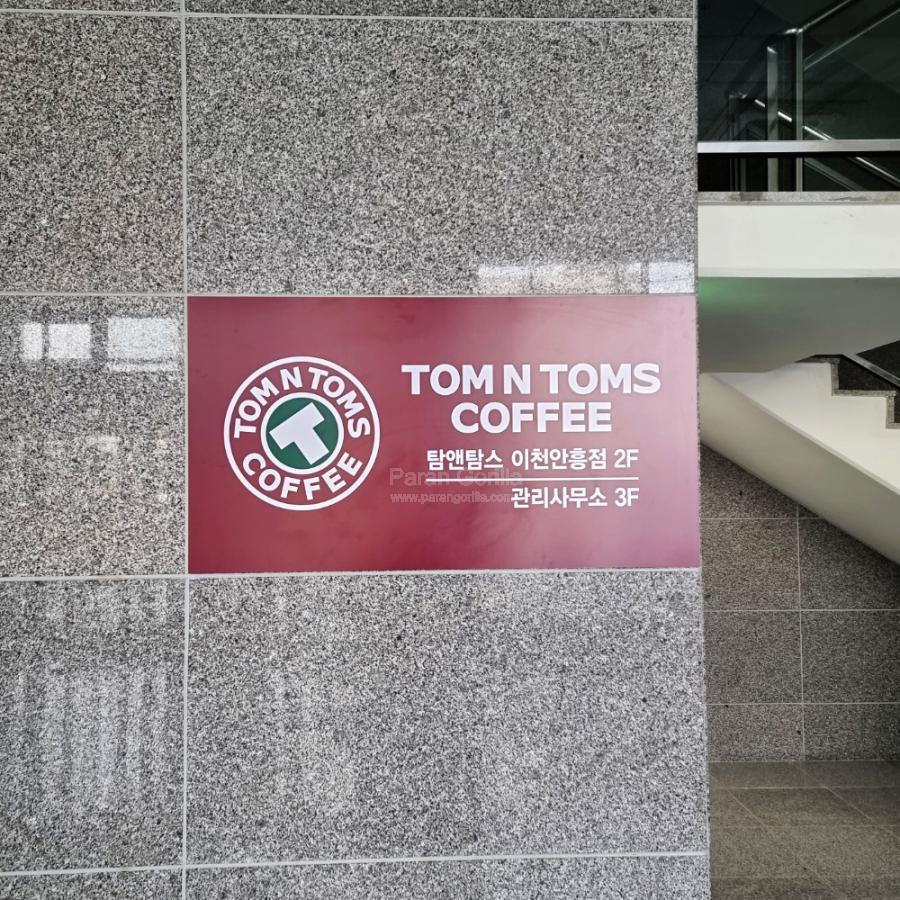 TOM N TOMS
COFFEE
TOM N TOMS
COFFEE
T
탐앤탐스 이천안흥점 2F
관리사무소 3F
Paran Gorilla
www.parangorilla.com